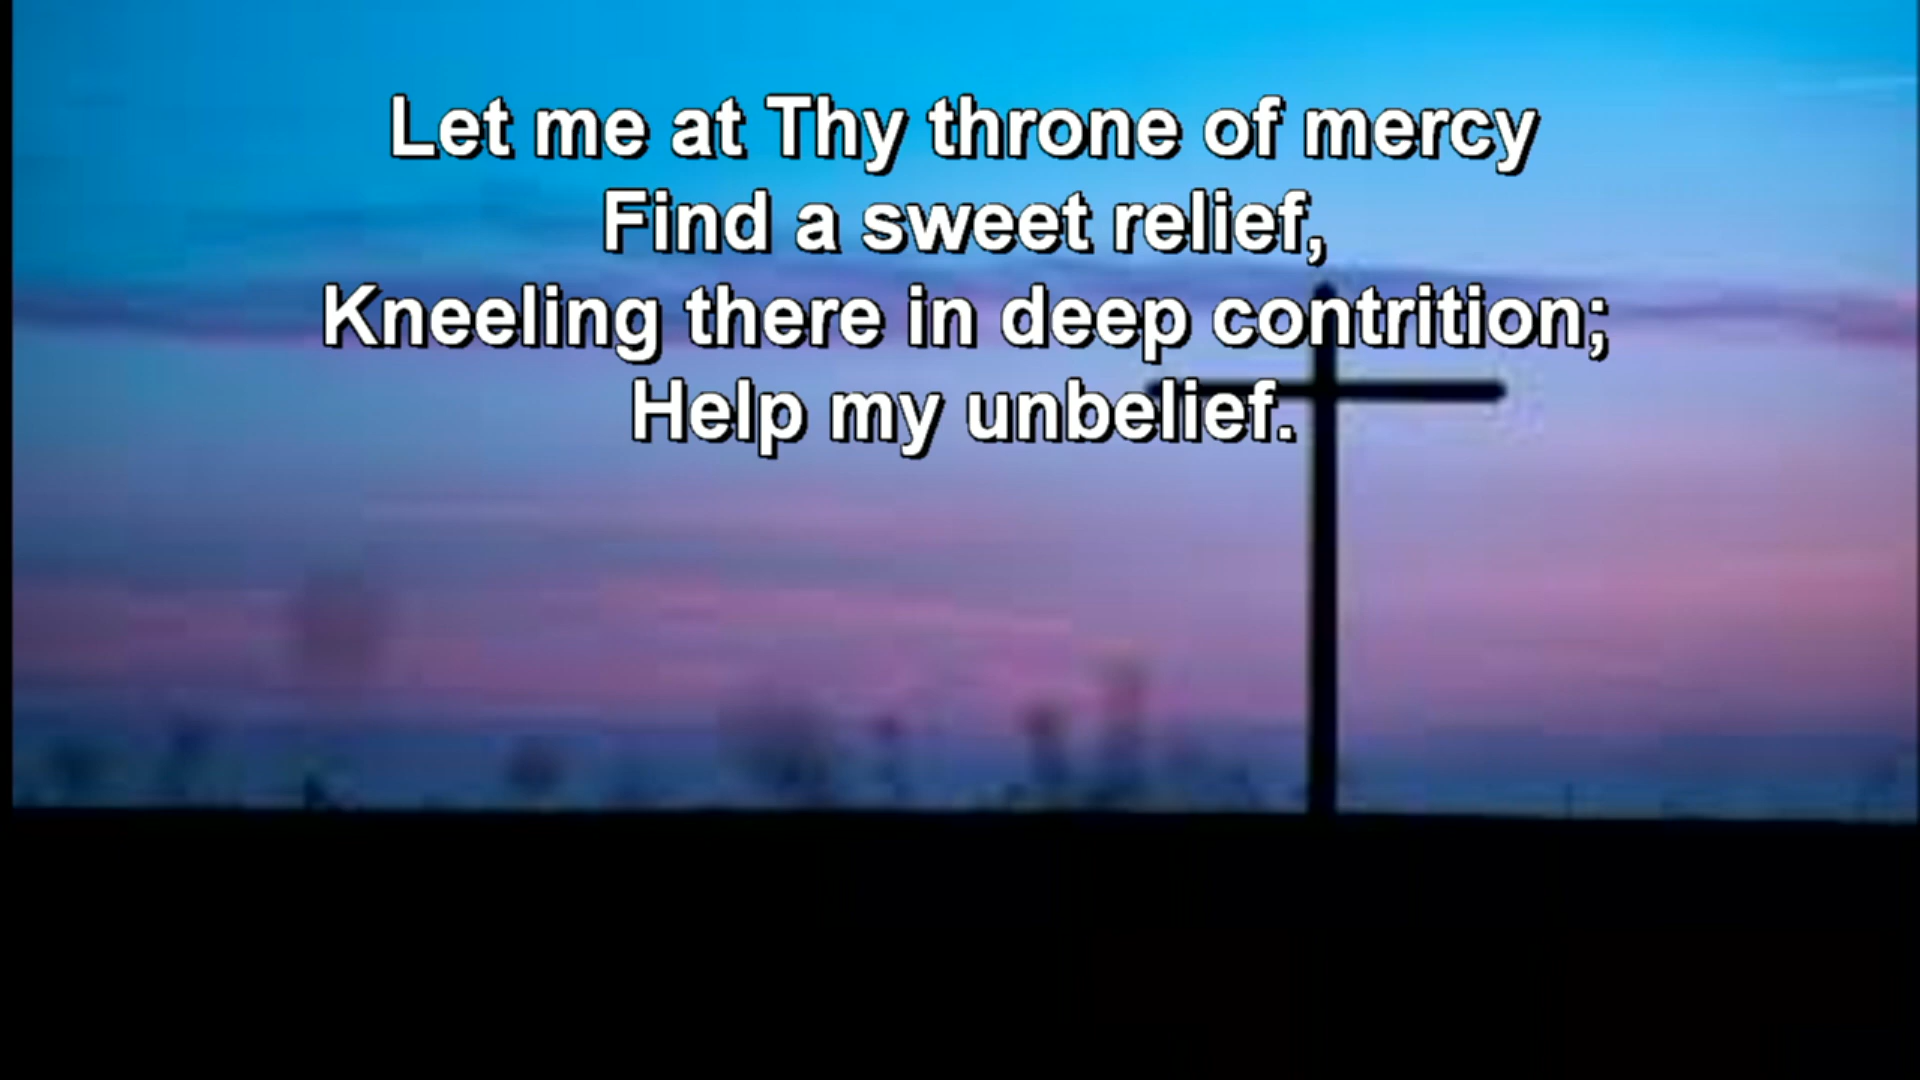 Let me at Thy throne of mercy
Find a sweet relief,
Kneeling there in deep contrition;
Help my unbelief.